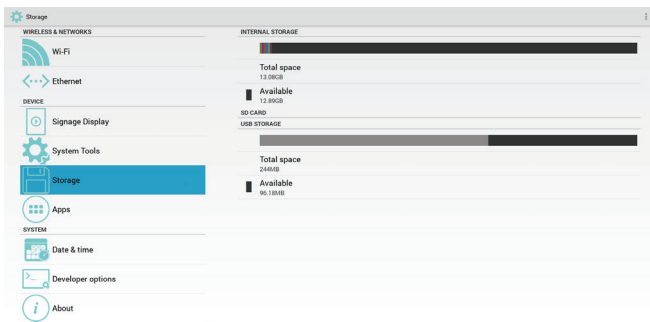 Storage
WIRELESS & NETWORKS
Wi-Fi
Ethernet
DEVICE
Signage Display
System Tools
Storage
Apps
SYSTEM
Date & time
Developer options
About
INTERNAL STORAGE
Total space
13.08GB
Available
12.89GB
SD CARD
USB STORAGE
Total space
244MB
Available
96.18MB